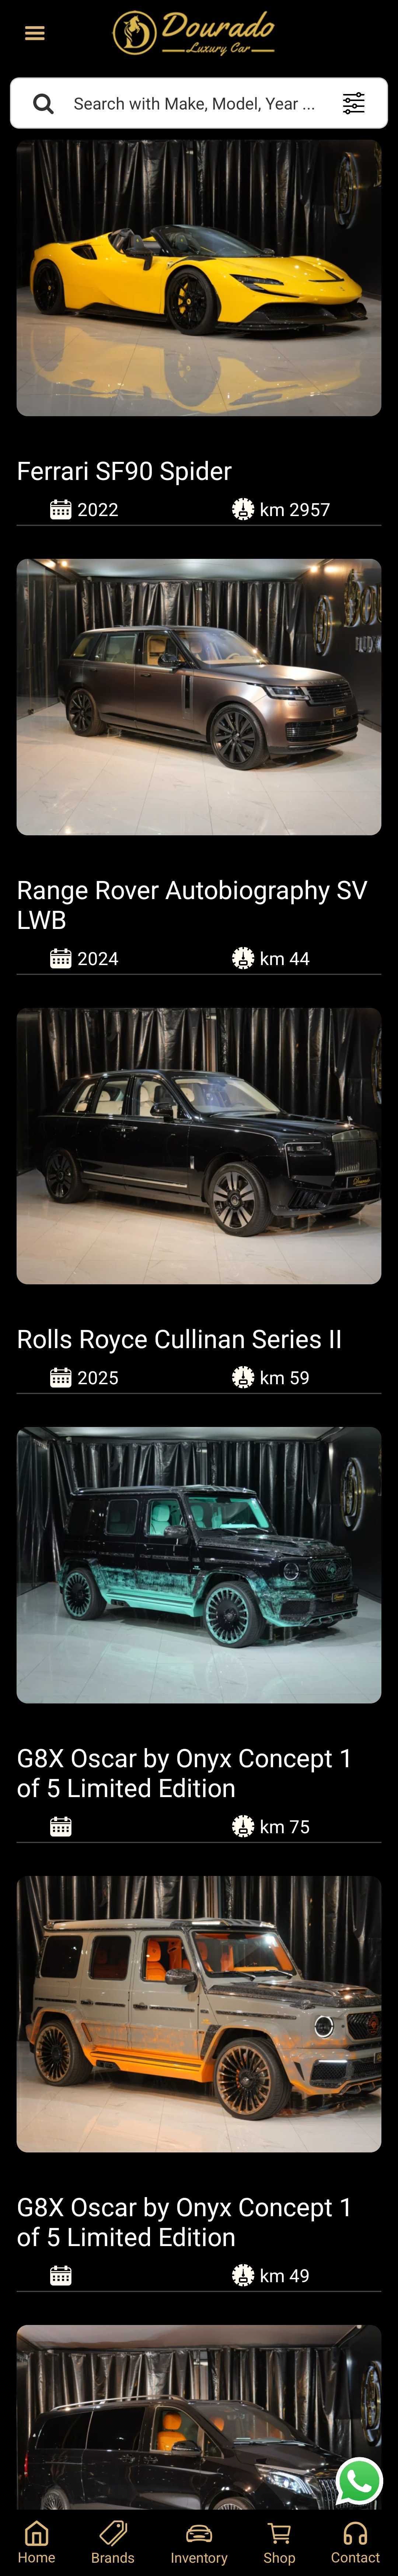 Dourado
Luxury Car
Search with Make, Model, Year ...
Ferrari SF90 Spider
2022
km 2957
Range Rover Autobiography SV
LWB
2024
km 44
Rolls Royce Cullinan Series II
2025
km 59
G8X Oscar by Onyx Concept 1
of 5 Limited Edition
km 75
G8X Oscar by Onyx Concept 1
of 5 Limited Edition
km 49
Home
Brands
Inventory
Shop
Contact